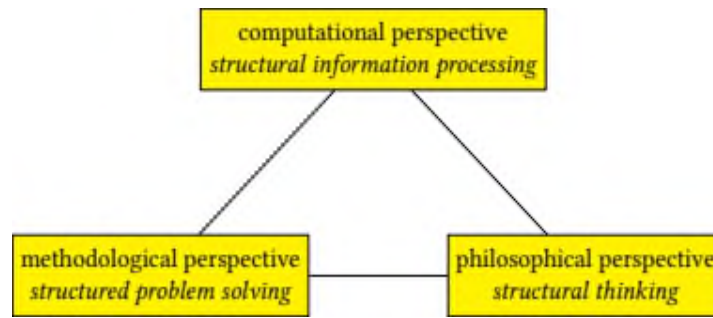 computational perspective
structural information processing
methodological perspective
structured problem solving
philosophical perspective
structural thinking